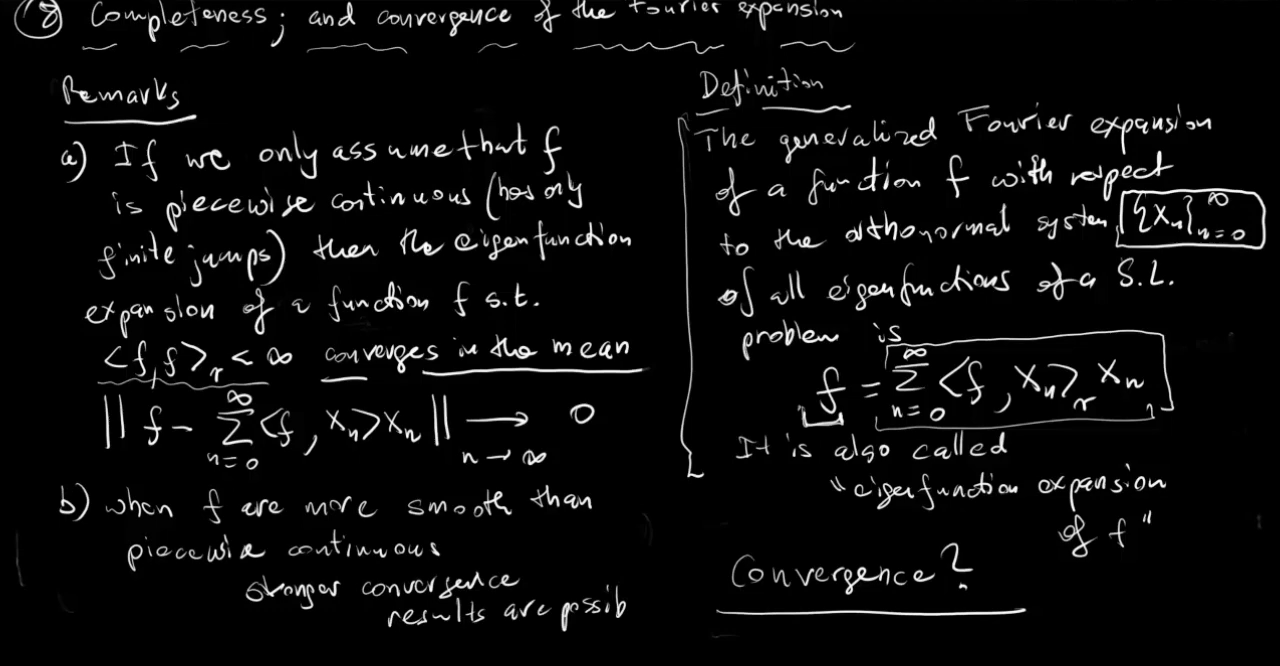 (8) Completeness; and convergence of the Fourier expansion
Remarks
a) If we only assume that f
is piecewise continuous (has only
finite jumps) then the eigenfunction
expansion of a function f s.t.
<f,f>_r < ∞ converges in the mean
|| f - ∑_{n=0}^{∞} <f, X_n> X_n || ⟶_{n→∞} 0
b) when f are more smooth than
piecewise continuous
stronger convergence
results are possib
Definition
The generalized Fourier expansion
of a function f with respect
to the orthonormal system {X_n}_{n=0}^{∞}
of all eigenfunctions of a S.L.
problem is
f = ∑_{n=0}^{∞} <f, X_n>_r X_n
It is also called
"eigenfunction expansion
of f"
Convergence?